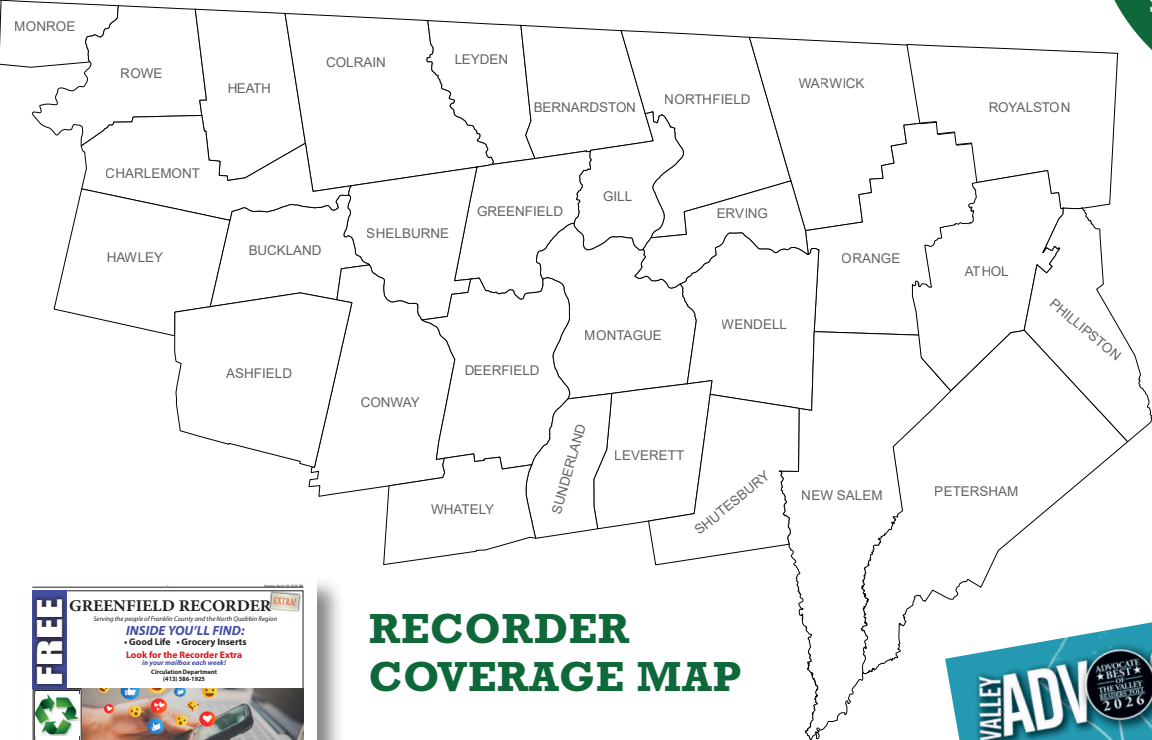 MONROE
ROWE
HEATH
COLRAIN
LEYDEN
BERNARDSTON
NORTHFIELD
WARWICK
ROYALSTON
CHARLEMONT
GILL
GREENFIELD
ERVING
SHELBURNE
HAWLEY
BUCKLAND
ORANGE
ATHOL
PHILLIPSTON
MONTAGUE
WENDELL
ASHFIELD
DEERFIELD
CONWAY
SUNDERLAND
LEVERETT
SHUTESBURY
NEW SALEM
PETERSHAM
WHATELY
FREE
GREENFIELD RECORDER
EXTRA!
Serving the people of Franklin County and the North Quabbin Region
INSIDE YOU'LL FIND:
• Good Life • Grocery Inserts
Look for the Recorder Extra
in your mailbox each week!
Circulation Department
(413) 586-1925
RECORDER
COVERAGE MAP
VALLEY
ADV
ADVOCATE
BEST
OF
THE VALLEY
READERS' POLL
2026